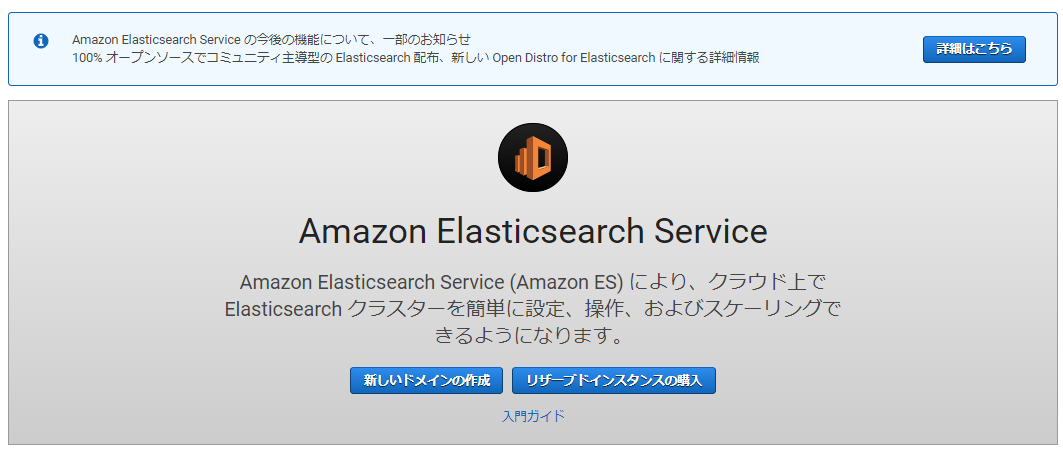 Amazon Elasticsearch Service の今後の機能について、一部のお知らせ
100% オープンソースでコミュニティ主導型の Elasticsearch 配布、新しい Open Distro for Elasticsearch に関する詳細情報
詳細はこちら
Amazon Elasticsearch Service
Amazon Elasticsearch Service (Amazon ES) により、クラウド上で
Elasticsearch クラスターを簡単に設定、操作、およびスケーリングで
きるようになります。
新しいドメインの作成
リザーブドインスタンスの購入
入門ガイド